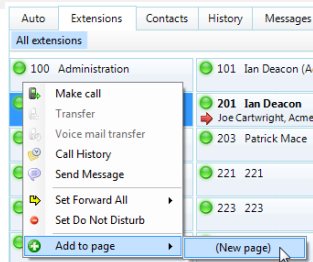 Auto Extensions Contacts History Messages
All extensions
100 Administration
101 Ian Deacon (A
Make call
Transfer
Voice mail transfer
Call History
Send Message
Set Forward All
Set Do Not Disturb
Add to page
(New page)
201 Ian Deacon
Joe Cartwright, Acme
203 Patrick Mace
221 221
223 223